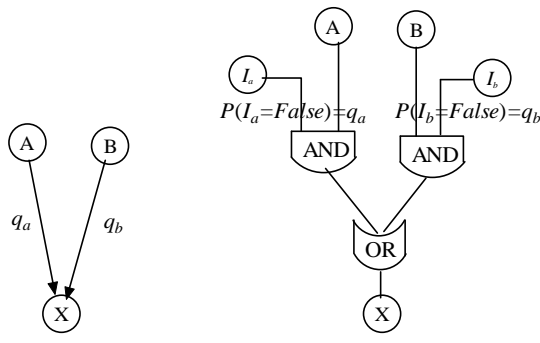 A
B
I_a
I_b
P(I_a=False)=q_a
P(I_b=False)=q_b
A
B
AND
AND
q_a
q_b
OR
X
X